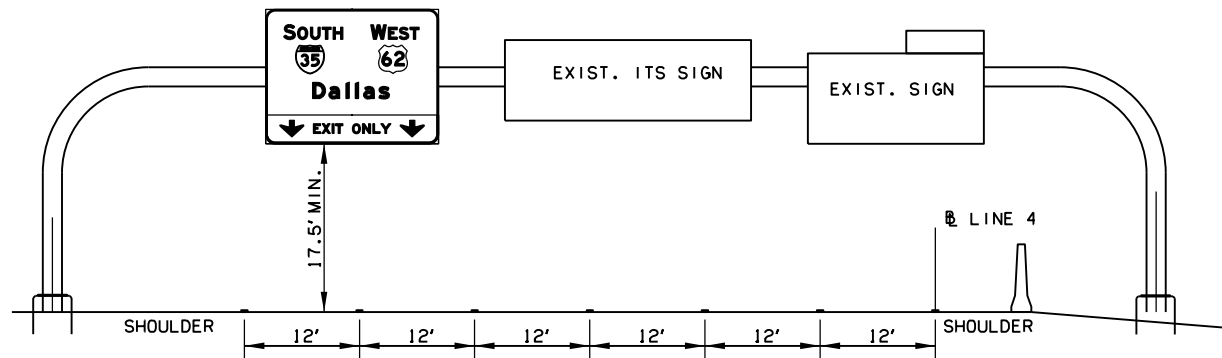 SOUTH WEST
35 62
Dallas
EXIT ONLY
EXIST. ITS SIGN
EXIST. SIGN
17.5' MIN.
℄ LINE 4
SHOULDER
SHOULDER
12' 12' 12' 12' 12' 12'